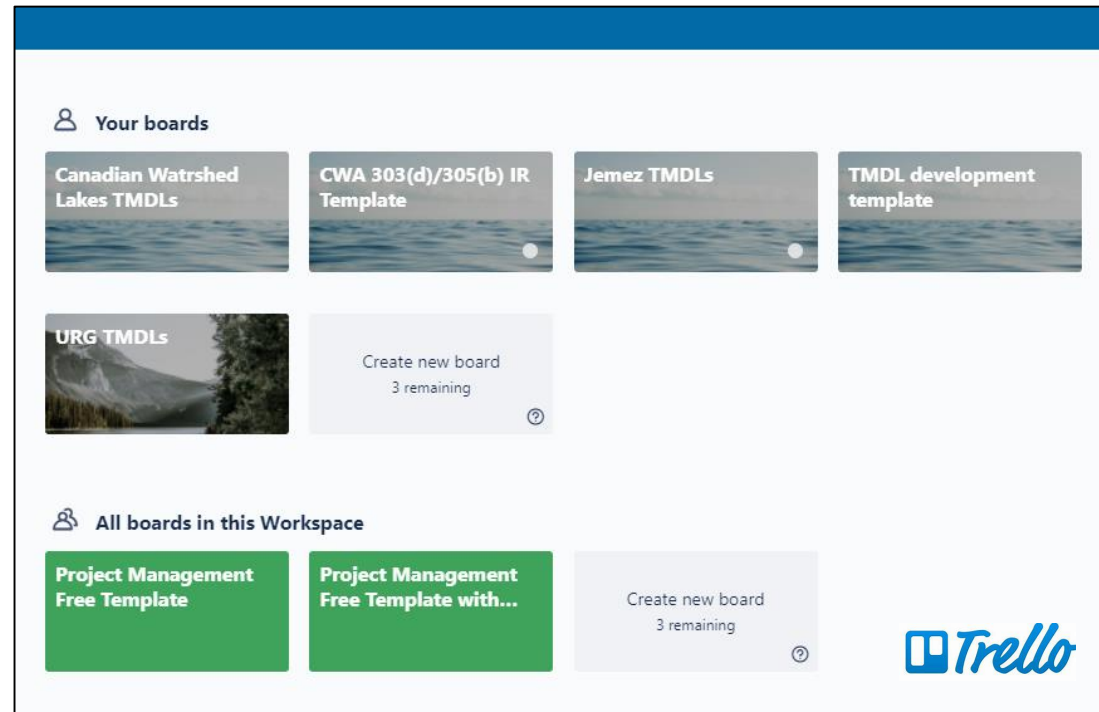 Your boards
Canadian Watrshed
Lakes TMDLs
CWA 303(d)/305(b) IR
Template
Jemez TMDLs
TMDL development
template
URG TMDLs
Create new board
3 remaining
All boards in this Workspace
Project Management
Free Template
Project Management
Free Template with...
Create new board
3 remaining
Trello